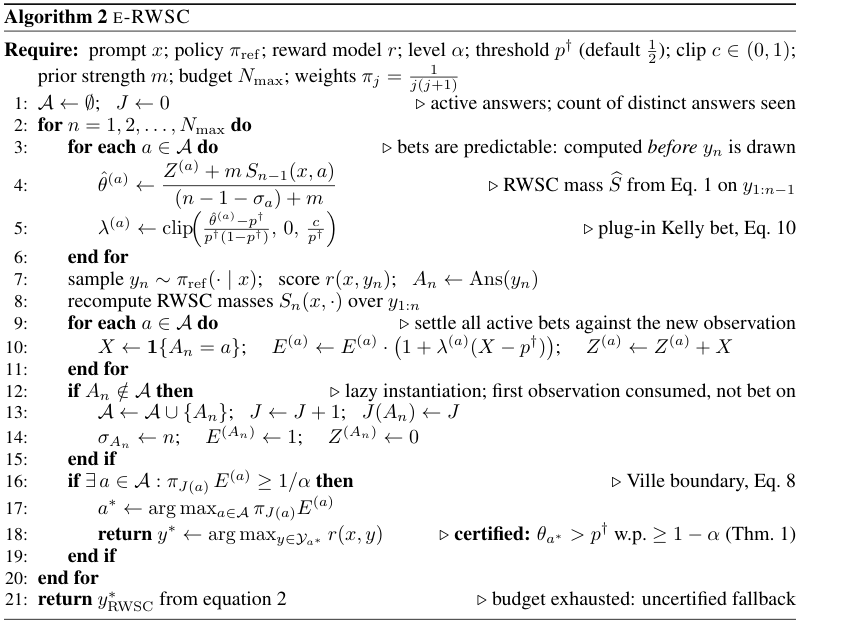 Algorithm 2 E-RWSC
Require: prompt x; policy π_ref; reward model r; level α; threshold p† (default 1/2); clip c ∈ (0, 1);
prior strength m; budget N_max; weights π_j = 1/(j(j+1))
1: 𝒜 ← ∅; J ← 0 ▷ active answers; count of distinct answers seen
2: for n = 1, 2, . . . , N_max do
3: for each a ∈ 𝒜 do ▷ bets are predictable: computed before y_n is drawn
4: θ̂^(a) ← (Z^(a) + m S_{n−1}(x, a)) / ((n − 1 − σ_a) + m) ▷ RWSC mass Ŝ from Eq. 1 on y_{1:n−1}
5: λ^(a) ← clip((θ̂^(a) − p†)/(p†(1−p†)), 0, c/p†) ▷ plug-in Kelly bet, Eq. 10
6: end for
7: sample y_n ∼ π_ref(· | x); score r(x, y_n); A_n ← Ans(y_n)
8: recompute RWSC masses S_n(x, ·) over y_{1:n}
9: for each a ∈ 𝒜 do ▷ settle all active bets against the new observation
10: X ← 1{A_n = a}; E^(a) ← E^(a) · (1 + λ^(a)(X − p†)); Z^(a) ← Z^(a) + X
11: end for
12: if A_n ∉ 𝒜 then ▷ lazy instantiation; first observation consumed, not bet on
13: 𝒜 ← 𝒜 ∪ {A_n}; J ← J + 1; J(A_n) ← J
14: σ_{A_n} ← n; E^(A_n) ← 1; Z^(A_n) ← 0
15: end if
16: if ∃ a ∈ 𝒜 : π_{J(a)} E^(a) ≥ 1/α then ▷ Ville boundary, Eq. 8
17: a* ← arg max_{a∈𝒜} π_{J(a)} E^(a)
18: return y* ← arg max_{y∈𝒴_{a*}} r(x, y) ▷ certified: θ_{a*} > p† w.p. ≥ 1 − α (Thm. 1)
19: end if
20: end for
21: return y*_RWSC from equation 2 ▷ budget exhausted: uncertified fallback